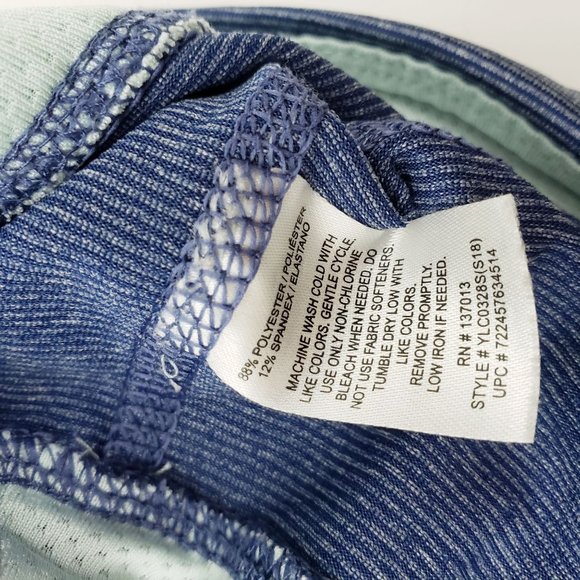 88% POLYESTER / POLIÉSTER
12% SPANDEX / ELASTANO
MACHINE WASH COLD WITH
LIKE COLORS, GENTLE CYCLE.
USE ONLY NON-CHLORINE
BLEACH WHEN NEEDED. DO
NOT USE FABRIC SOFTENERS.
TUMBLE DRY LOW WITH
LIKE COLORS.
REMOVE PROMPTLY.
LOW IRON IF NEEDED.
RN # 137013
STYLE # YLC0328S(S18)
UPC # 722457634514